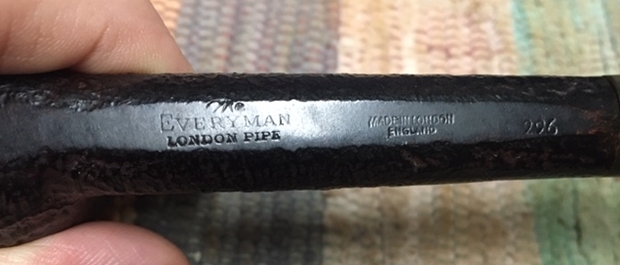 The
EVERYMAN
LONDON PIPE
MADE IN LONDON
ENGLAND
296